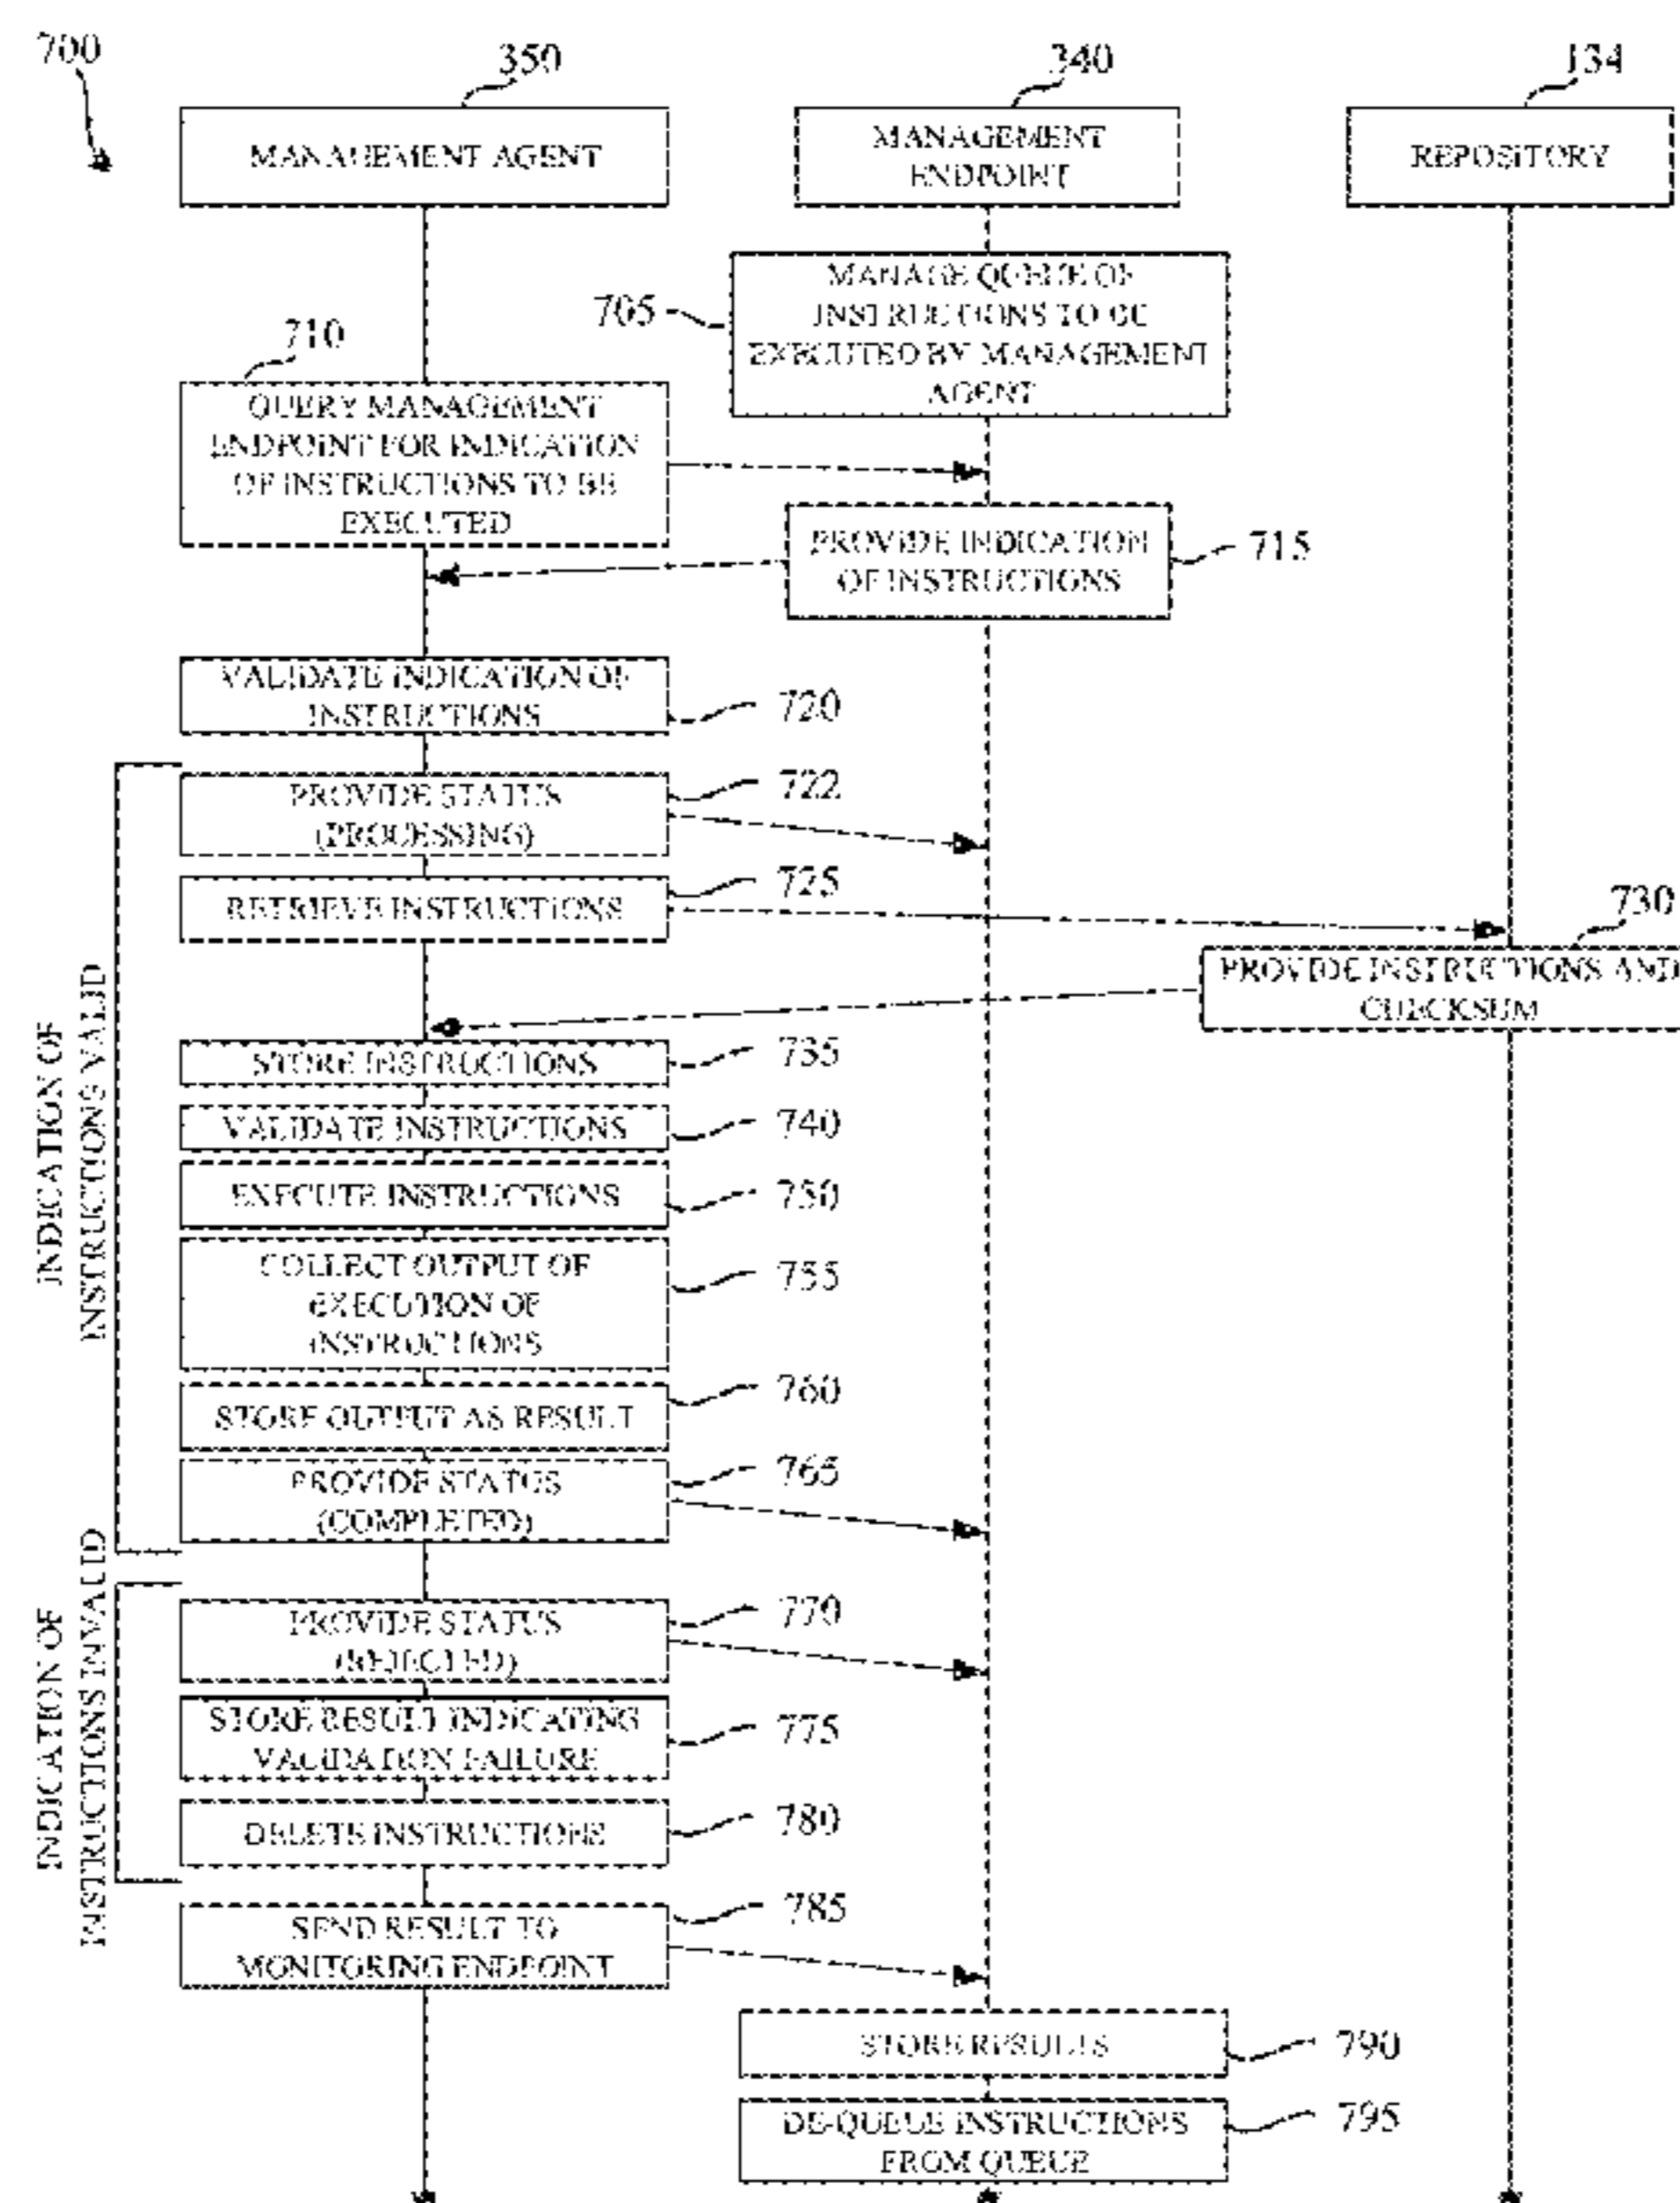 700
350
340
134
MANAGEMENT AGENT
MANAGEMENT
ENDPOINT
REPOSITORY
705
MANAGE QUEUE OF
INSTRUCTIONS TO BE
EXECUTED BY MANAGEMENT
AGENT
710
QUERY MANAGEMENT
ENDPOINT FOR INDICATION
OF INSTRUCTIONS TO BE
EXECUTED
PROVIDE INDICATION
OF INSTRUCTIONS
715
VALIDATE INDICATION OF
INSTRUCTIONS
720
INDICATION OF
INSTRUCTIONS VALID
PROVIDE STATUS
(PROCESSING)
722
RETRIEVE INSTRUCTIONS
725
730
PROVIDE INSTRUCTIONS AND
CHECKSUM
STORE INSTRUCTIONS
735
VALIDATE INSTRUCTIONS
740
EXECUTE INSTRUCTIONS
750
COLLECT OUTPUT OF
EXECUTION OF
INSTRUCTIONS
755
STORE OUTPUT AS RESULT
760
PROVIDE STATUS
(COMPLETED)
765
INDICATION OF
INSTRUCTIONS INVALID
PROVIDE STATUS
(REJECTED)
770
STORE RESULT INDICATING
VALIDATION FAILURE
775
DELETE INSTRUCTIONS
780
SEND RESULT TO
MONITORING ENDPOINT
785
STORE RESULTS
790
DE-QUEUE INSTRUCTIONS
FROM QUEUE
795